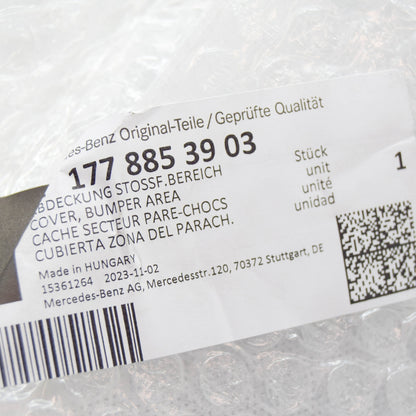 es-Benz Original-Teile / Geprüfte Qualität
177 885 39 03
BDECKUNG STOSSF.BEREICH
COVER, BUMPER AREA
CACHE SECTEUR PARE-CHOCS
CUBIERTA ZONA DEL PARACH.
Stück
unit
unité
unidad
1
Made in HUNGARY
15361264 2023-11-02
Mercedes-Benz AG, Mercedesstr.120, 70372 Stuttgart, DE